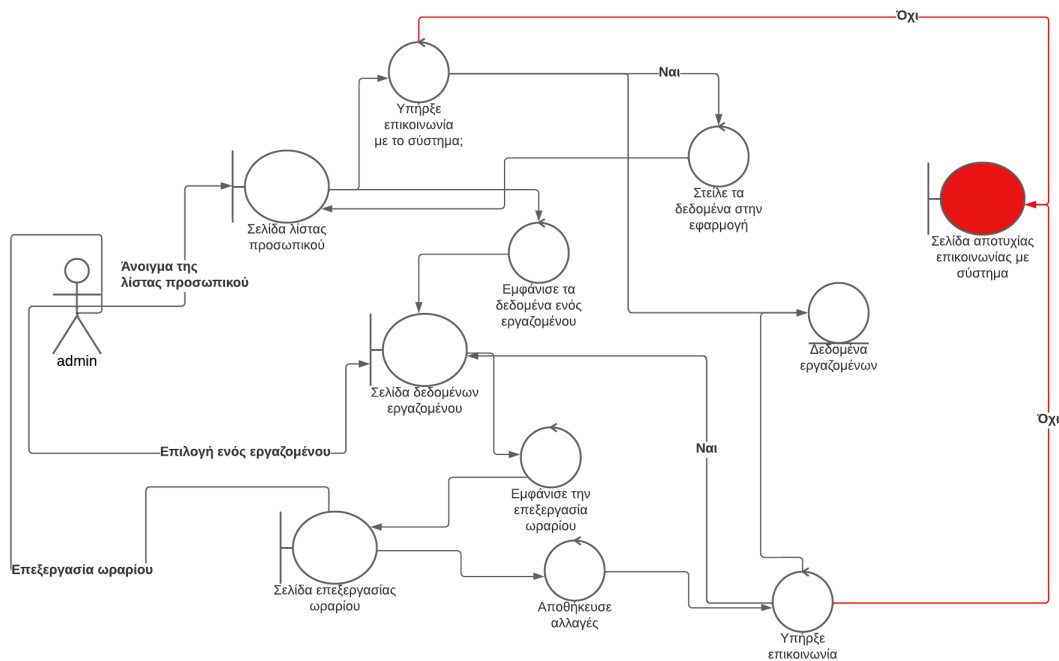 Όχι
Ναι
Υπήρξε
επικοινωνία
με το σύστημα;
Στείλε τα
δεδομένα στην
εφαρμογή
Σελίδα λίστας
προσωπικού
Σελίδα αποτυχίας
επικοινωνίας με
σύστημα
Άνοιγμα της
λίστας προσωπικού
Εμφάνισε τα
δεδομένα ενός
εργαζομένου
admin
Δεδομένα
εργαζομένων
Σελίδα δεδομένων
εργαζομένου
Όχι
Ναι
Επιλογή ενός εργαζομένου
Εμφάνισε την
επεξεργασία
ωραρίου
Επεξεργασία ωραρίου
Σελίδα επεξεργασίας
ωραρίου
Αποθήκευσε
αλλαγές
Υπήρξε
επικοινωνία